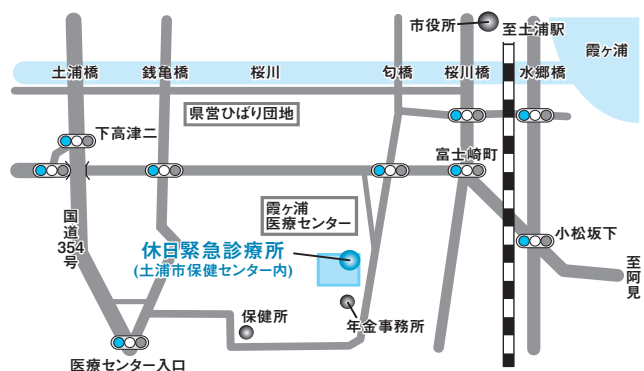 市役所
至土浦駅
霞ヶ浦
土浦橋
銭亀橋
桜川
匂橋
桜川橋
水郷橋
県営ひばり団地
下高津二
富士崎町
霞ヶ浦
医療センター
国道354号
小松坂下
休日緊急診療所
(土浦市保健センター内)
至阿見
保健所
年金事務所
医療センター入口